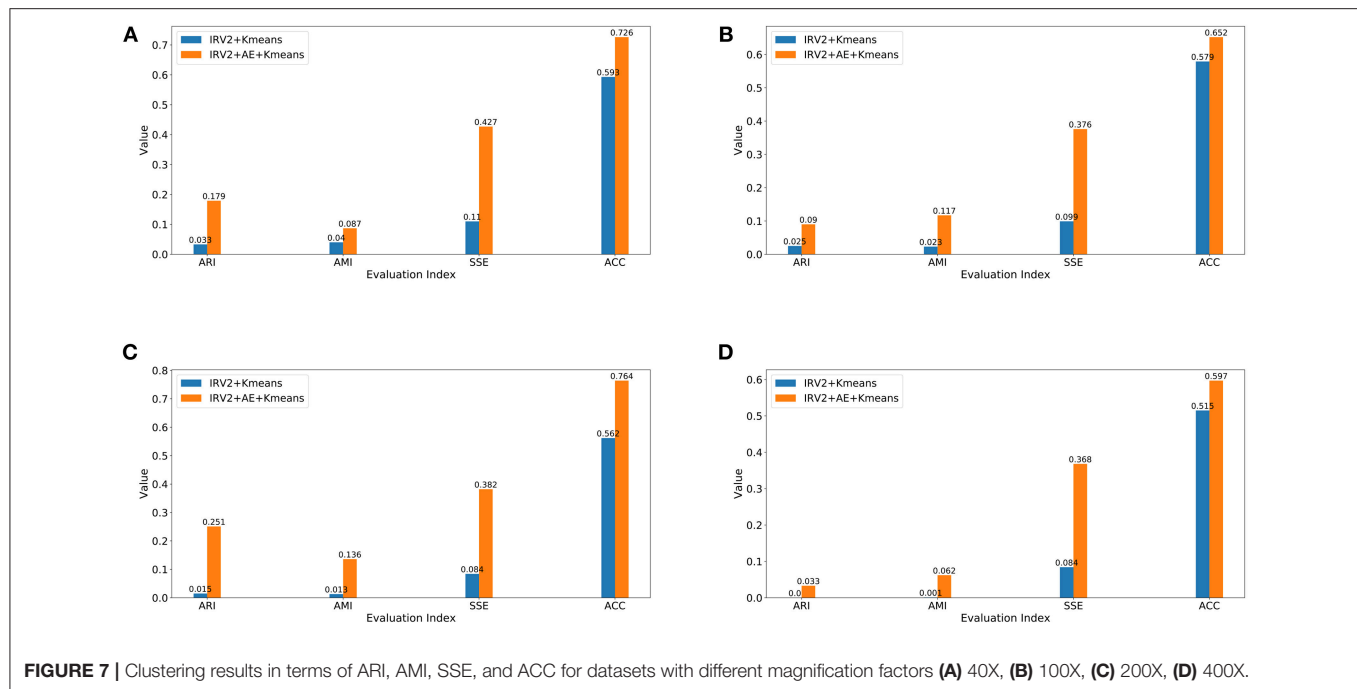 A
IRV2+Kmeans
IRV2+AE+Kmeans
0.7
0.6
0.5
0.4
0.3
0.2
0.1
0.0
Value
0.033
0.179
0.04
0.087
0.11
0.427
0.593
0.726
ARI
AMI
SSE
ACC
Evaluation Index
B
IRV2+Kmeans
IRV2+AE+Kmeans
0.6
0.5
0.4
0.3
0.2
0.1
0.0
Value
0.025
0.09
0.023
0.117
0.099
0.376
0.579
0.652
ARI
AMI
SSE
ACC
Evaluation Index
C
IRV2+Kmeans
IRV2+AE+Kmeans
0.8
0.7
0.6
0.5
0.4
0.3
0.2
0.1
0.0
Value
0.015
0.251
0.013
0.136
0.084
0.382
0.562
0.764
ARI
AMI
SSE
ACC
Evaluation Index
D
IRV2+Kmeans
IRV2+AE+Kmeans
0.6
0.5
0.4
0.3
0.2
0.1
0.0
Value
0.0
0.033
0.001
0.062
0.084
0.368
0.515
0.597
ARI
AMI
SSE
ACC
Evaluation Index
FIGURE 7 | Clustering results in terms of ARI, AMI, SSE, and ACC for datasets with different magnification factors (A) 40X, (B) 100X, (C) 200X, (D) 400X.